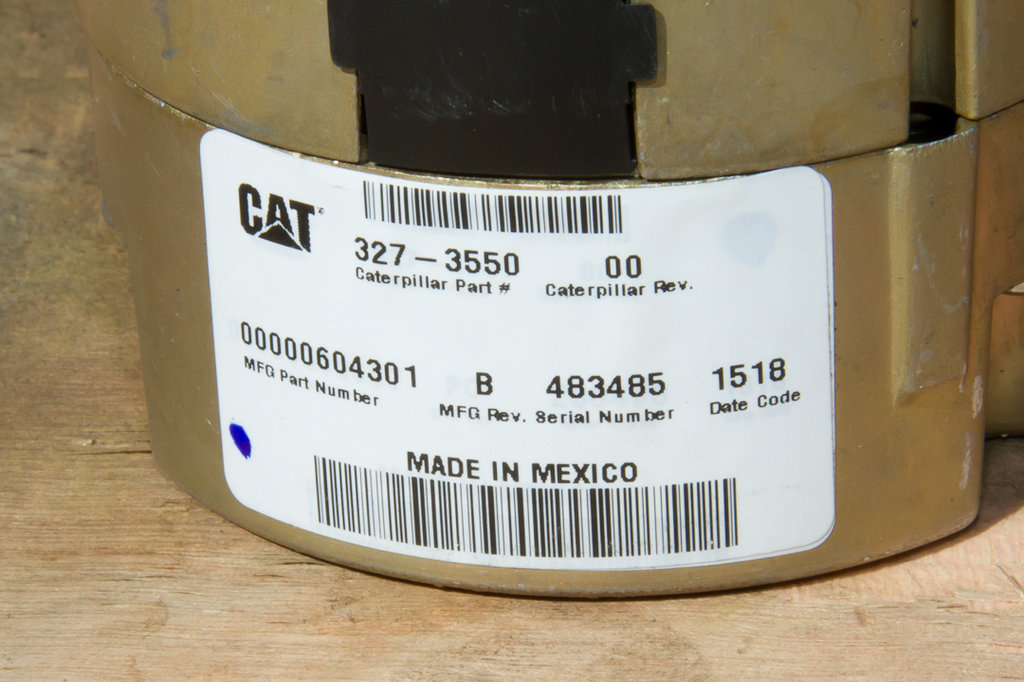 CAT
327-3550 00
Caterpillar Part # Caterpillar Rev.
00000604301 B 483485 1518
MFG Part Number MFG Rev. Serial Number Date Code
MADE IN MEXICO